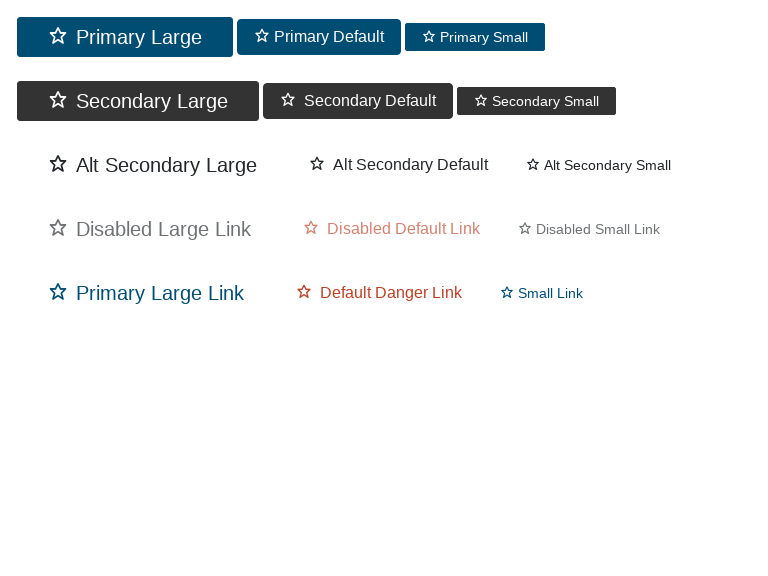 Primary Large Primary Default Primary Small
Secondary Large Secondary Default Secondary Small
Alt Secondary Large Alt Secondary Default Alt Secondary Small
Disabled Large Link Disabled Default Link Disabled Small Link
Primary Large Link Default Danger Link Small Link